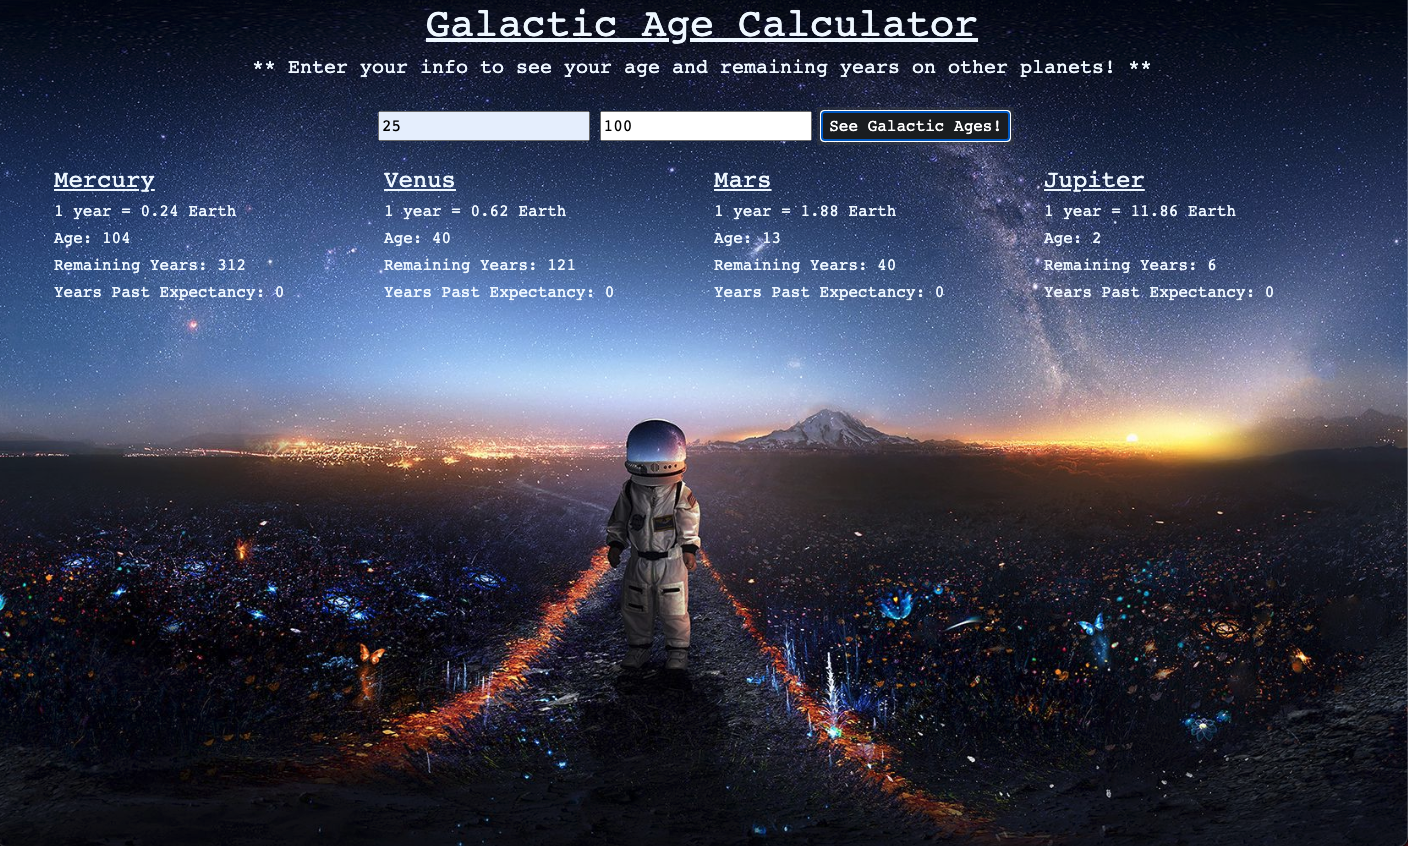 Galactic Age Calculator
** Enter your info to see your age and remaining years on other planets! **
25 100 See Galactic Ages!
Mercury
1 year = 0.24 Earth
Age: 104
Remaining Years: 312
Years Past Expectancy: 0
Venus
1 year = 0.62 Earth
Age: 40
Remaining Years: 121
Years Past Expectancy: 0
Mars
1 year = 1.88 Earth
Age: 13
Remaining Years: 40
Years Past Expectancy: 0
Jupiter
1 year = 11.86 Earth
Age: 2
Remaining Years: 6
Years Past Expectancy: 0